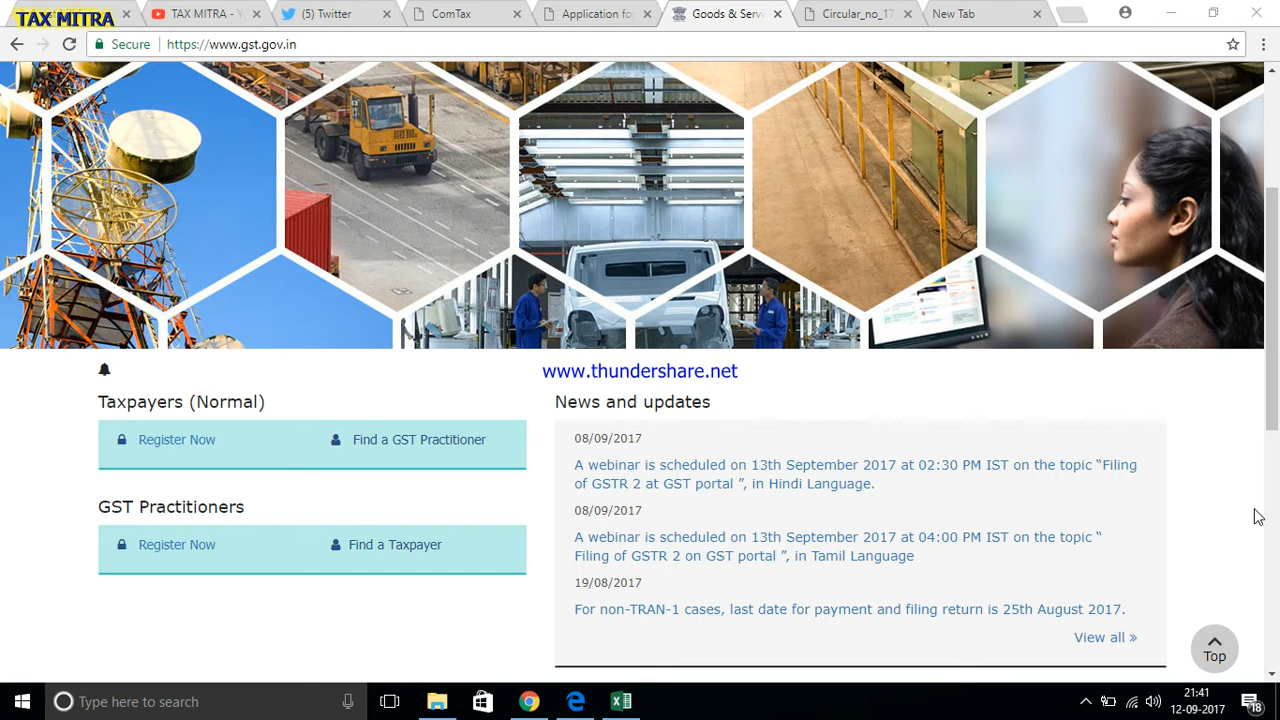 TAX MITRA
TAX MITRA - Y
(5) Twitter
ComTax
Application fo
Goods & Serv
Circular_no_17
New Tab
Secure
https://www.gst.gov.in
www.thundershare.net
Taxpayers (Normal)
Register Now
Find a GST Practitioner
GST Practitioners
Register Now
Find a Taxpayer
News and updates
08/09/2017
A webinar is scheduled on 13th September 2017 at 02:30 PM IST on the topic “Filing
of GSTR 2 at GST portal ”, in Hindi Language.
08/09/2017
A webinar is scheduled on 13th September 2017 at 04:00 PM IST on the topic “
Filing of GSTR 2 on GST portal ”, in Tamil Language
19/08/2017
For non-TRAN-1 cases, last date for payment and filing return is 25th August 2017.
View all »
Top
Type here to search
21:41
12-09-2017
18